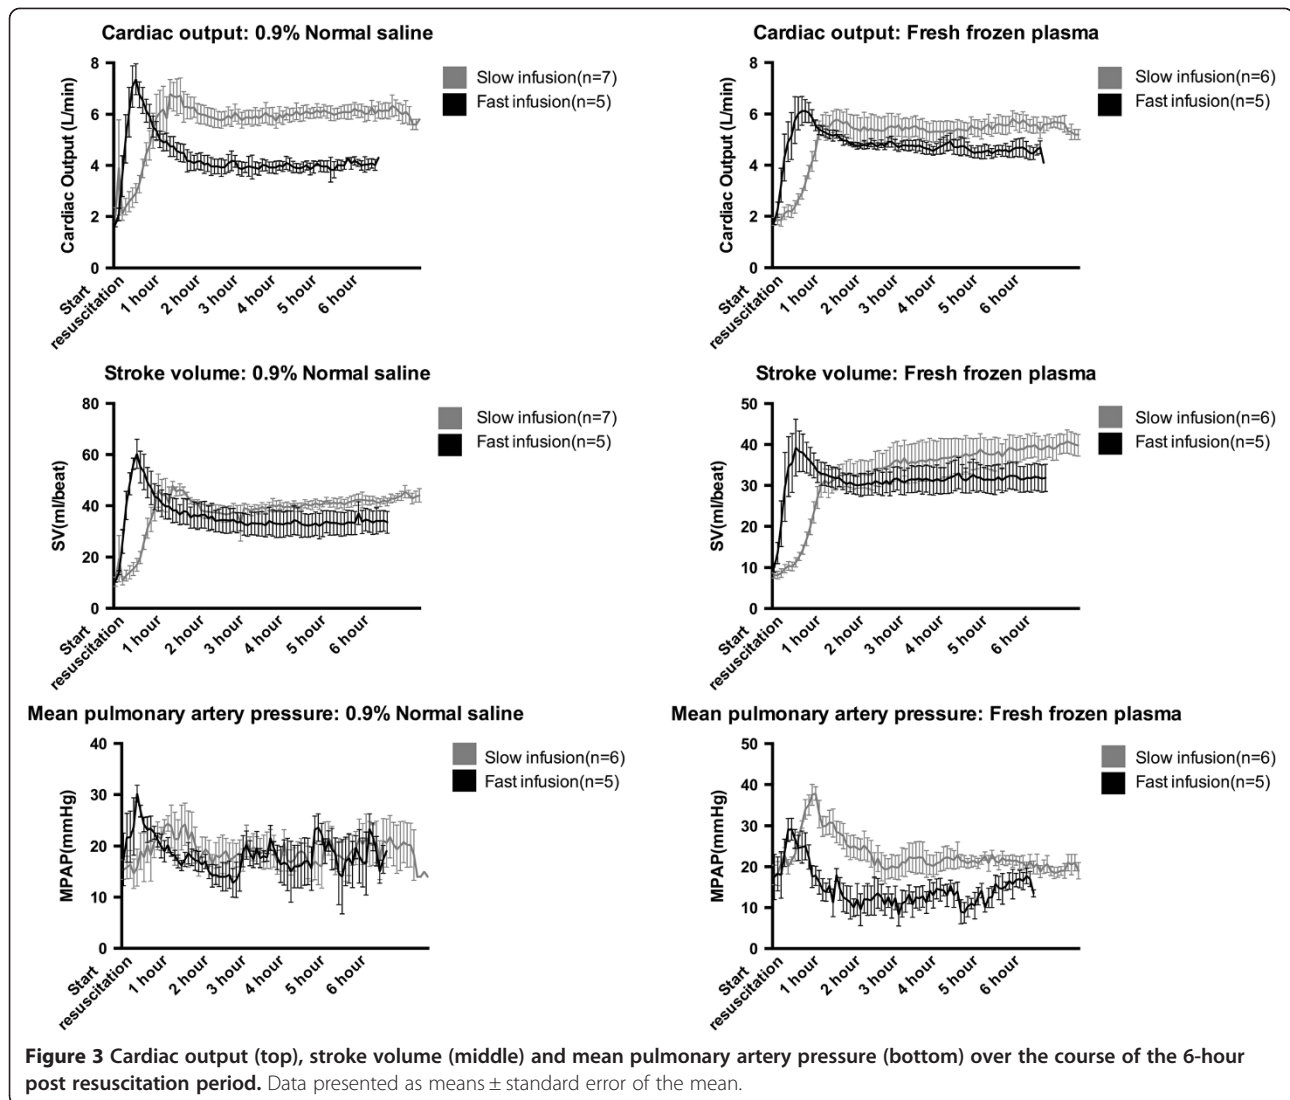 Cardiac output: 0.9% Normal saline
Slow infusion(n=7)
Fast infusion(n=5)
Cardiac Output (L/min)
8
6
4
2
0
Start
resuscitation
1 hour
2 hour
3 hour
4 hour
5 hour
6 hour
Cardiac output: Fresh frozen plasma
Slow infusion(n=6)
Fast infusion(n=5)
Cardiac Output (L/min)
8
6
4
2
0
Start
resuscitation
1 hour
2 hour
3 hour
4 hour
5 hour
6 hour
Stroke volume: 0.9% Normal saline
Slow infusion(n=7)
Fast infusion(n=5)
SV(ml/beat)
80
60
40
20
0
Start
resuscitation
1 hour
2 hour
3 hour
4 hour
5 hour
6 hour
Stroke volume: Fresh frozen plasma
Slow infusion(n=6)
Fast infusion(n=5)
SV(ml/beat)
50
40
30
20
10
0
Start
resuscitation
1 hour
2 hour
3 hour
4 hour
5 hour
6 hour
Mean pulmonary artery pressure: 0.9% Normal saline
Slow infusion(n=6)
Fast infusion(n=5)
MPAP(mmHg)
40
30
20
10
0
Start
resuscitation
1 hour
2 hour
3 hour
4 hour
5 hour
6 hour
Mean pulmonary artery pressure: Fresh frozen plasma
Slow infusion(n=6)
Fast infusion(n=5)
MPAP(mmHg)
50
40
30
20
10
0
Start
resuscitation
1 hour
2 hour
3 hour
4 hour
5 hour
6 hour
Figure 3 Cardiac output (top), stroke volume (middle) and mean pulmonary artery pressure (bottom) over the course of the 6-hour
post resuscitation period. Data presented as means ± standard error of the mean.